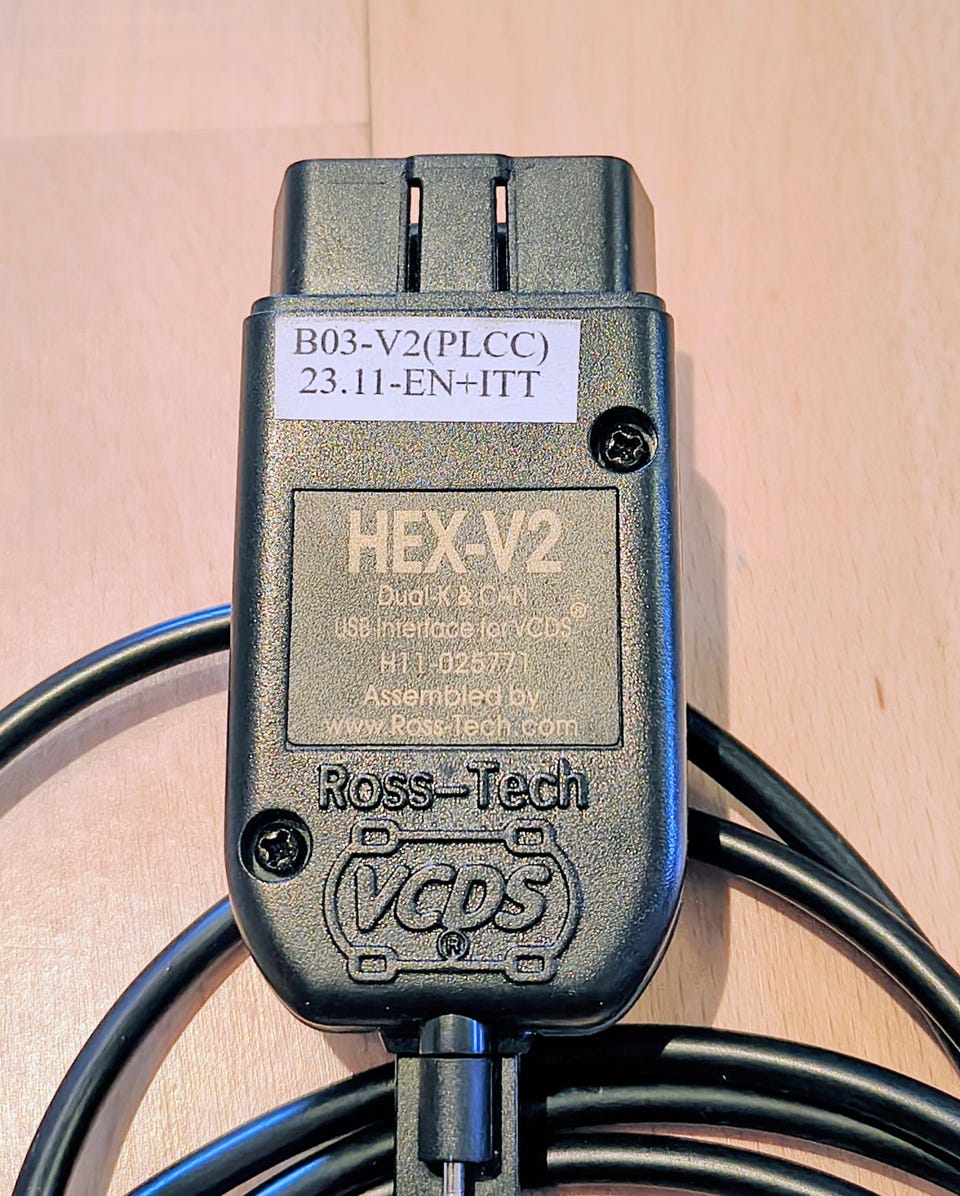 B03-V2(PLCC)
23.11-EN+ITT
HEX-V2
Dual-K & CAN
USB Interface for VCDS®
H11-025771
Assembled by
www.Ross-Tech.com
Ross-Tech
VCDS
®